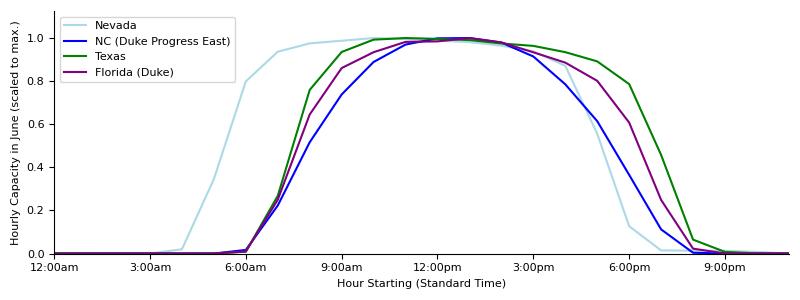 Nevada
NC (Duke Progress East)
Texas
Florida (Duke)
Hourly Capacity in June (scaled to max.)
1.0
0.8
0.6
0.4
0.2
0.0
12:00am 3:00am 6:00am 9:00am 12:00pm 3:00pm 6:00pm 9:00pm
Hour Starting (Standard Time)